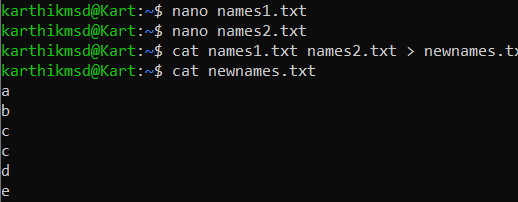 karthikmsd@Kart:~$ nano names1.txt
karthikmsd@Kart:~$ nano names2.txt
karthikmsd@Kart:~$ cat names1.txt names2.txt > newnames.tx
karthikmsd@Kart:~$ cat newnames.txt
a
b
c
c
d
e